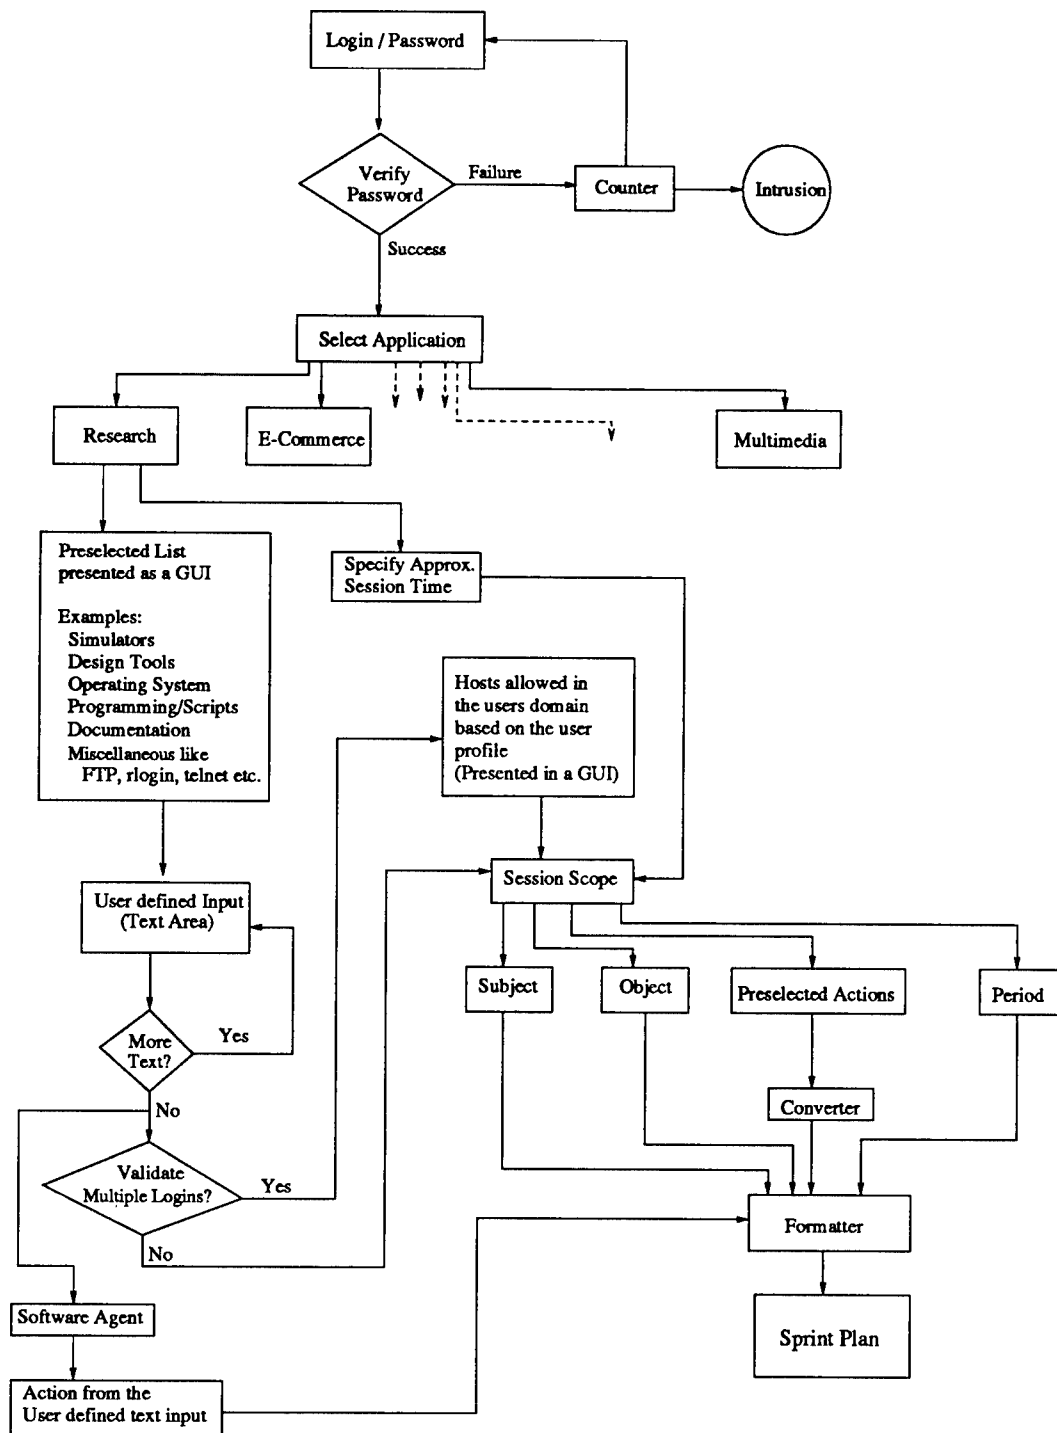 Login / Password
Verify
Password
Failure
Counter
Intrusion
Success
Select Application
Research
E-Commerce
Multimedia
Preselected List
presented as a GUI
Examples:
Simulators
Design Tools
Operating System
Programming/Scripts
Documentation
Miscellaneous like
FTP, rlogin, telnet etc.
Specify Approx.
Session Time
Hosts allowed in
the users domain
based on the user
profile
(Presented in a GUI)
User defined Input
(Text Area)
Session Scope
Subject
Object
Preselected Actions
Period
More
Text?
Yes
No
Converter
Validate
Multiple Logins?
Yes
No
Formatter
Software Agent
Sprint Plan
Action from the
User defined text input